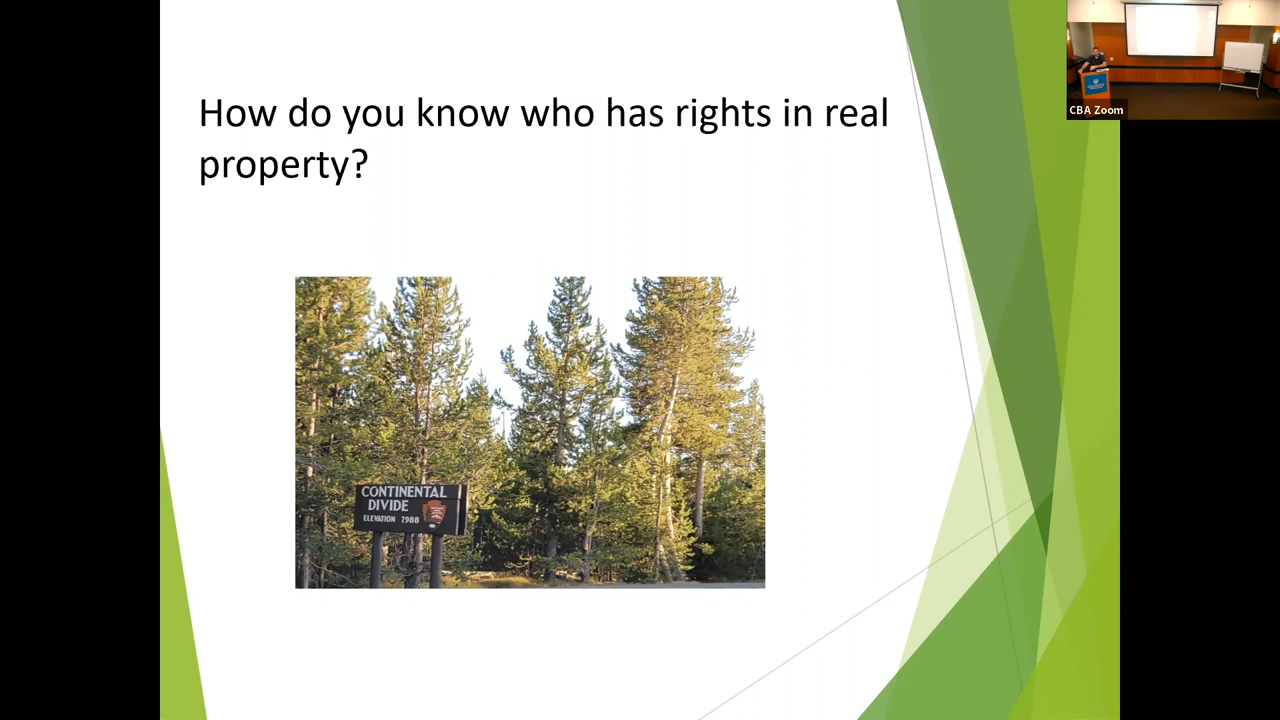 How do you know who has rights in real
property?
CONTINENTAL
DIVIDE
ELEVATION 7988
CBA Zoom